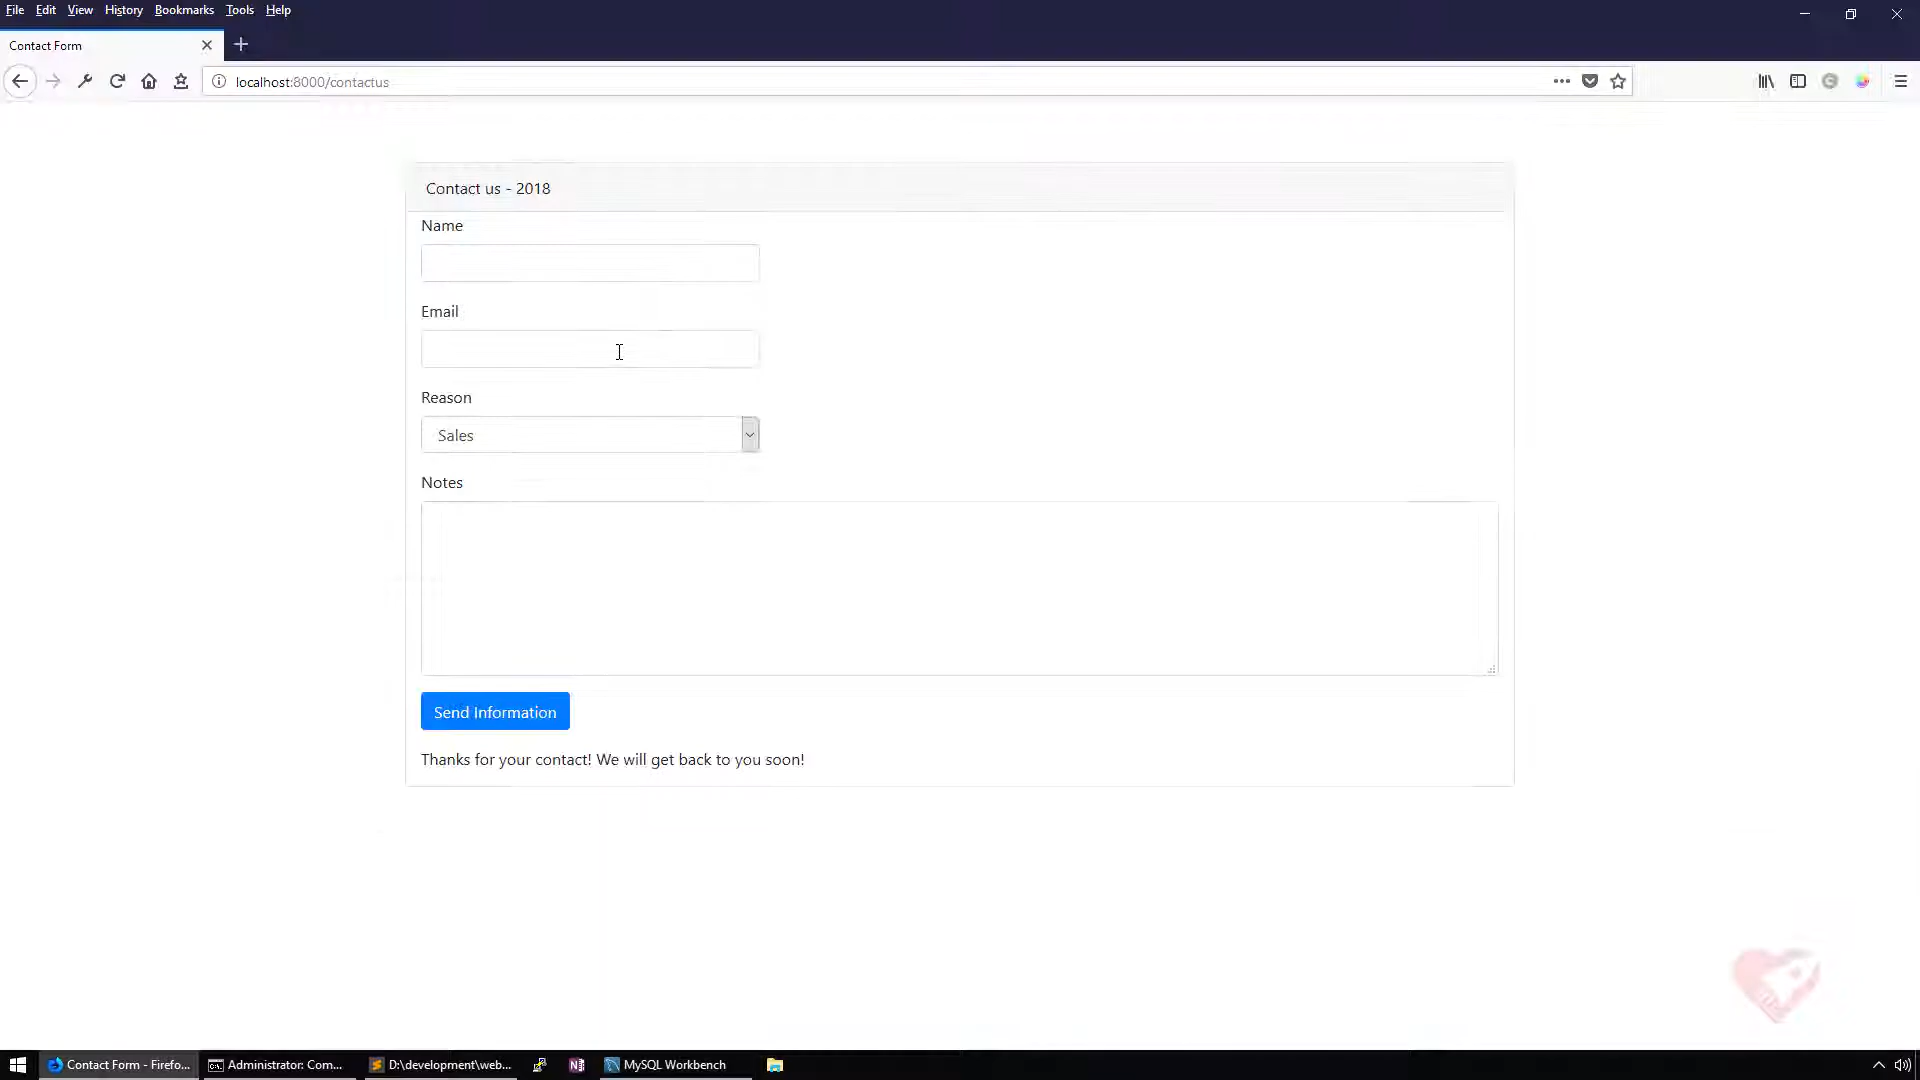 File Edit View History Bookmarks Tools Help
Contact Form
localhost:8000/contactus
Contact us - 2018
Name
Email
Reason
Sales
Notes
Send Information
Thanks for your contact! We will get back to you soon!
Contact Form - Firefo... Administrator: Com... D:\development\web... MySQL Workbench